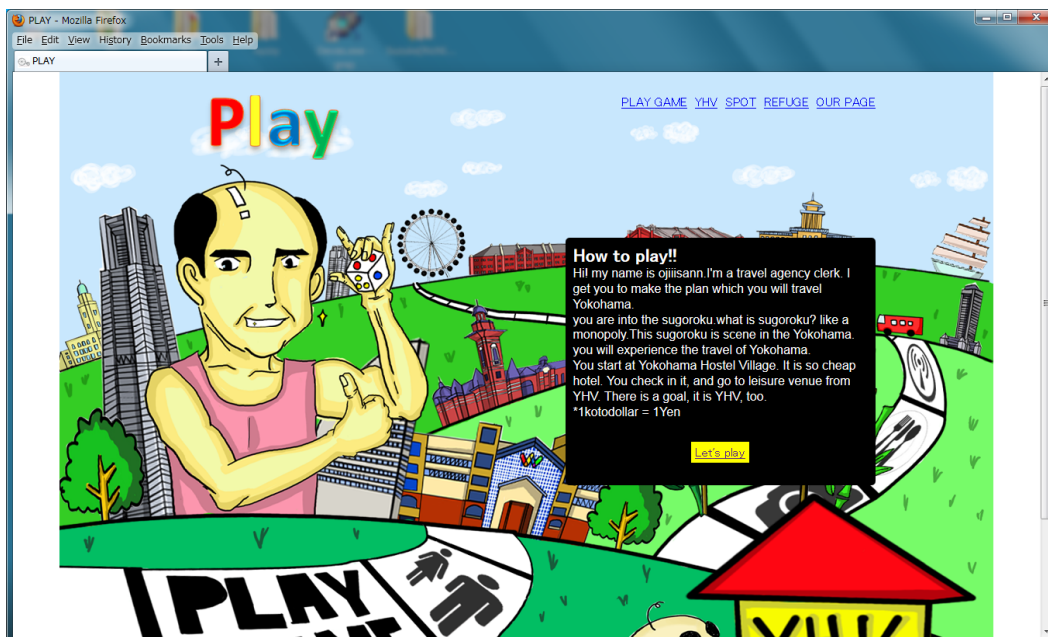 PLAY - Mozilla Firefox
File Edit View History Bookmarks Tools Help
PLAY
Play
PLAY GAME YHV SPOT REFUGE OUR PAGE
How to play!!
Hi! my name is ojiiisann.I'm a travel agency clerk. I
get you to make the plan which you will travel
Yokohama.
you are into the sugoroku.what is sugoroku? like a
monopoly.This sugoroku is scene in the Yokohama.
you will experience the travel of Yokohama.
You start at Yokohama Hostel Village. It is so cheap
hotel. You check in it, and go to leisure venue from
YHV. There is a goal, it is YHV, too.
*1kotodollar = 1Yen
Let's play
PLAY